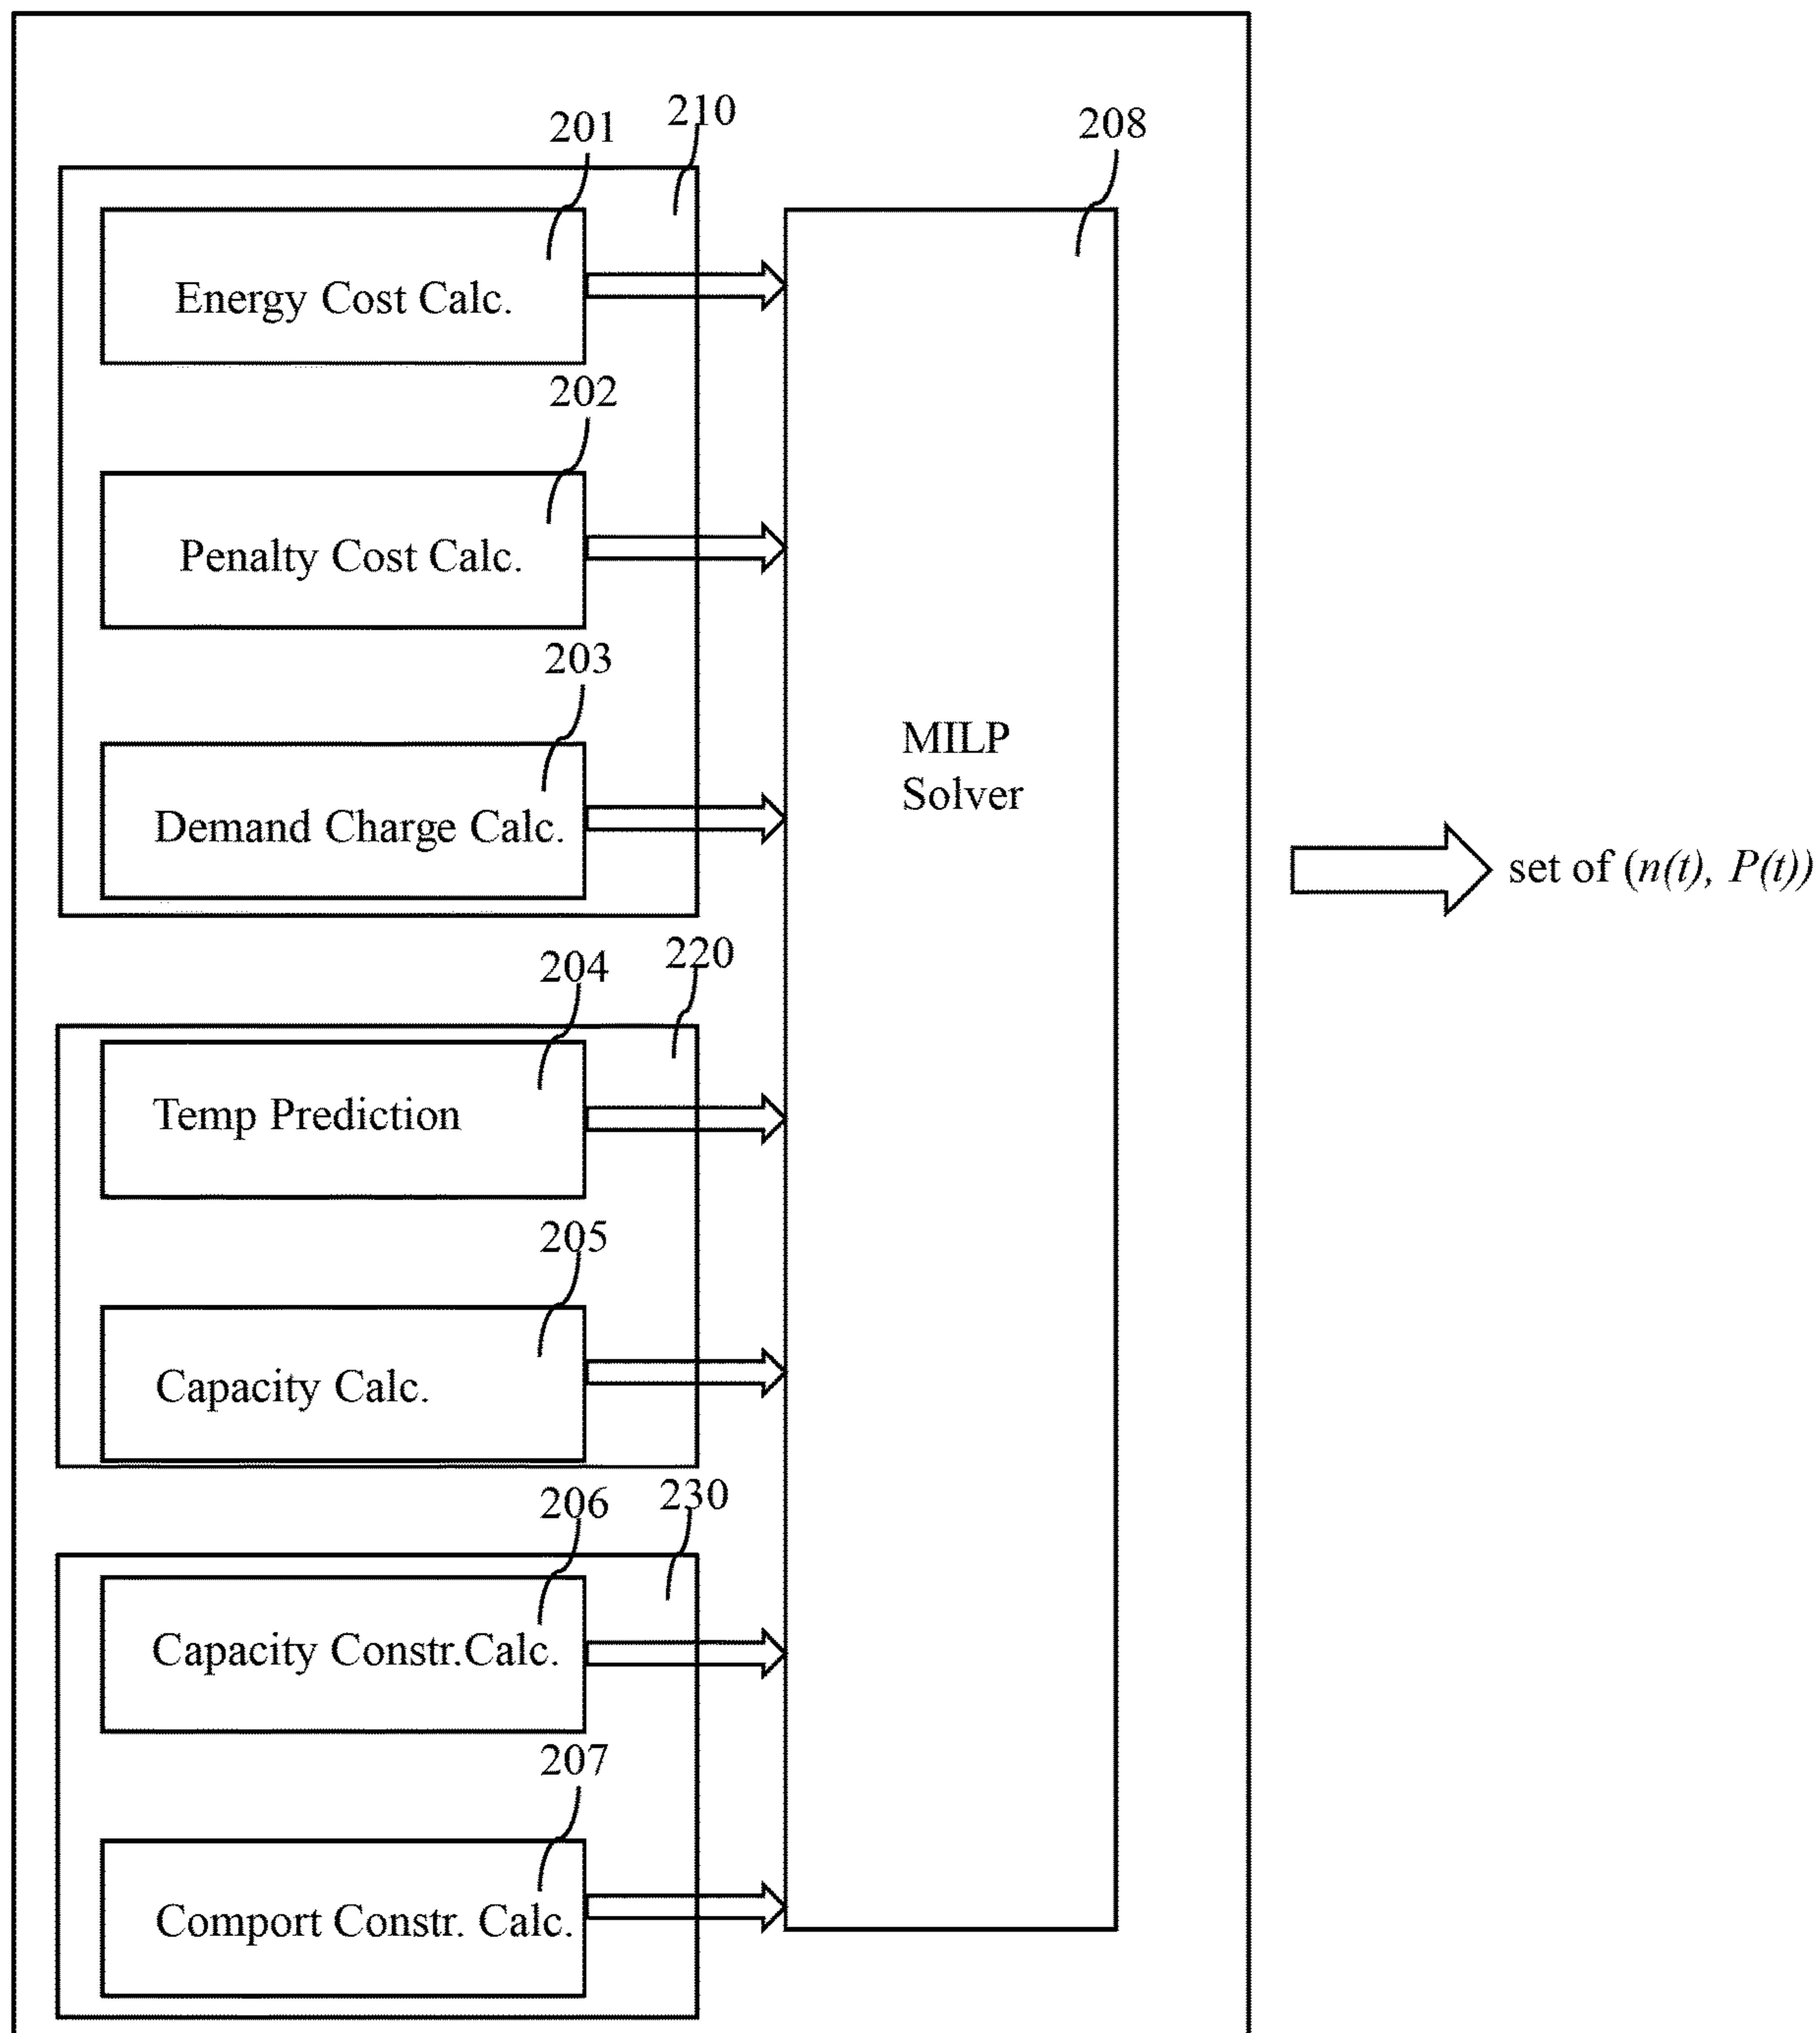 210
201
208
Energy Cost Calc.
202
Penalty Cost Calc.
203
MILP
Solver
Demand Charge Calc.
set of (n(t), P(t))
220
204
Temp Prediction
205
Capacity Calc.
230
206
Capacity Constr.Calc.
207
Comport Constr. Calc.